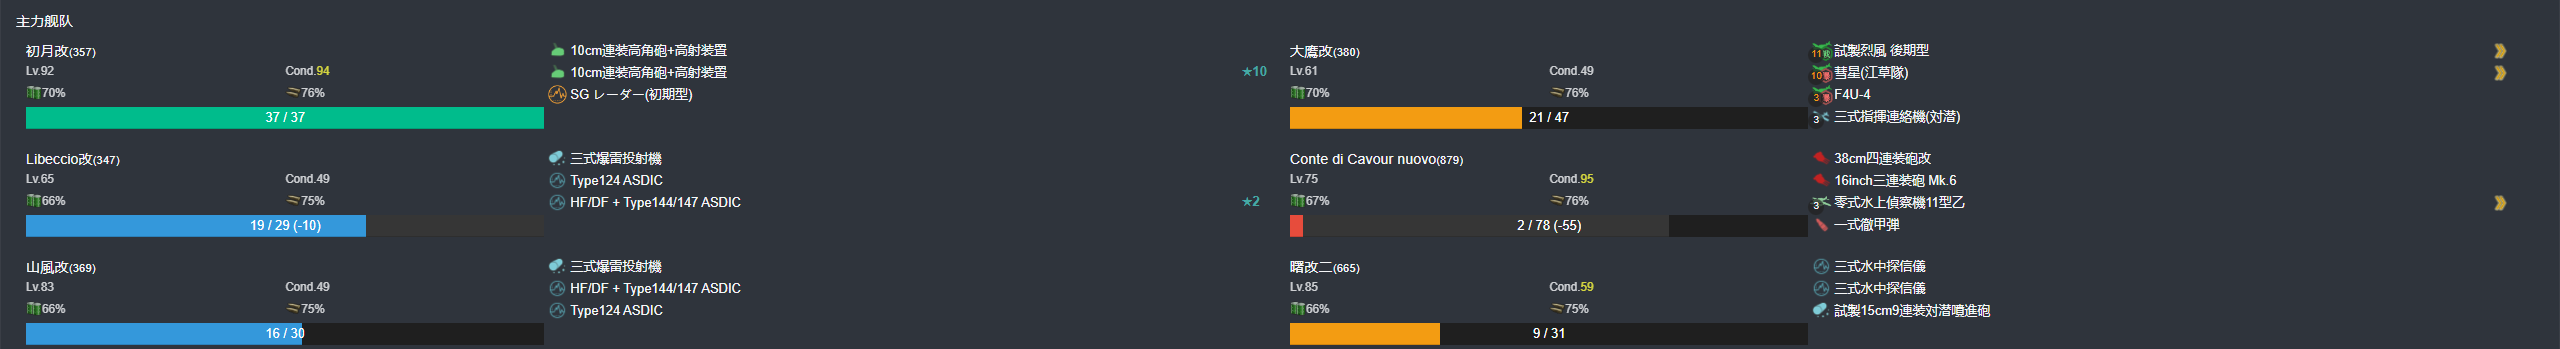 主力舰队
初月改(357)
Lv.92 Cond.94
70% 76%
37 / 37
10cm連装高角砲+高射装置
10cm連装高角砲+高射装置 ★10
SG レーダー(初期型)
大鷹改(380)
Lv.61 Cond.49
70% 76%
21 / 47
11 試製烈風 後期型
10 彗星(江草隊)
3 F4U-4
3 三式指揮連絡機(対潜)
Libeccio改(347)
Lv.65 Cond.49
66% 75%
19 / 29 (-10)
三式爆雷投射機
Type124 ASDIC
HF/DF + Type144/147 ASDIC ★2
Conte di Cavour nuovo(879)
Lv.75 Cond.95
67% 76%
2 / 78 (-55)
38cm四連装砲改
16inch三連装砲 Mk.6
3 零式水上偵察機11型乙
一式徹甲弾
山風改(369)
Lv.83 Cond.49
66% 75%
16 / 30
三式爆雷投射機
HF/DF + Type144/147 ASDIC
Type124 ASDIC
曙改二(665)
Lv.85 Cond.59
66% 75%
9 / 31
三式水中探信儀
三式水中探信儀
試製15cm9連装対潜噴進砲